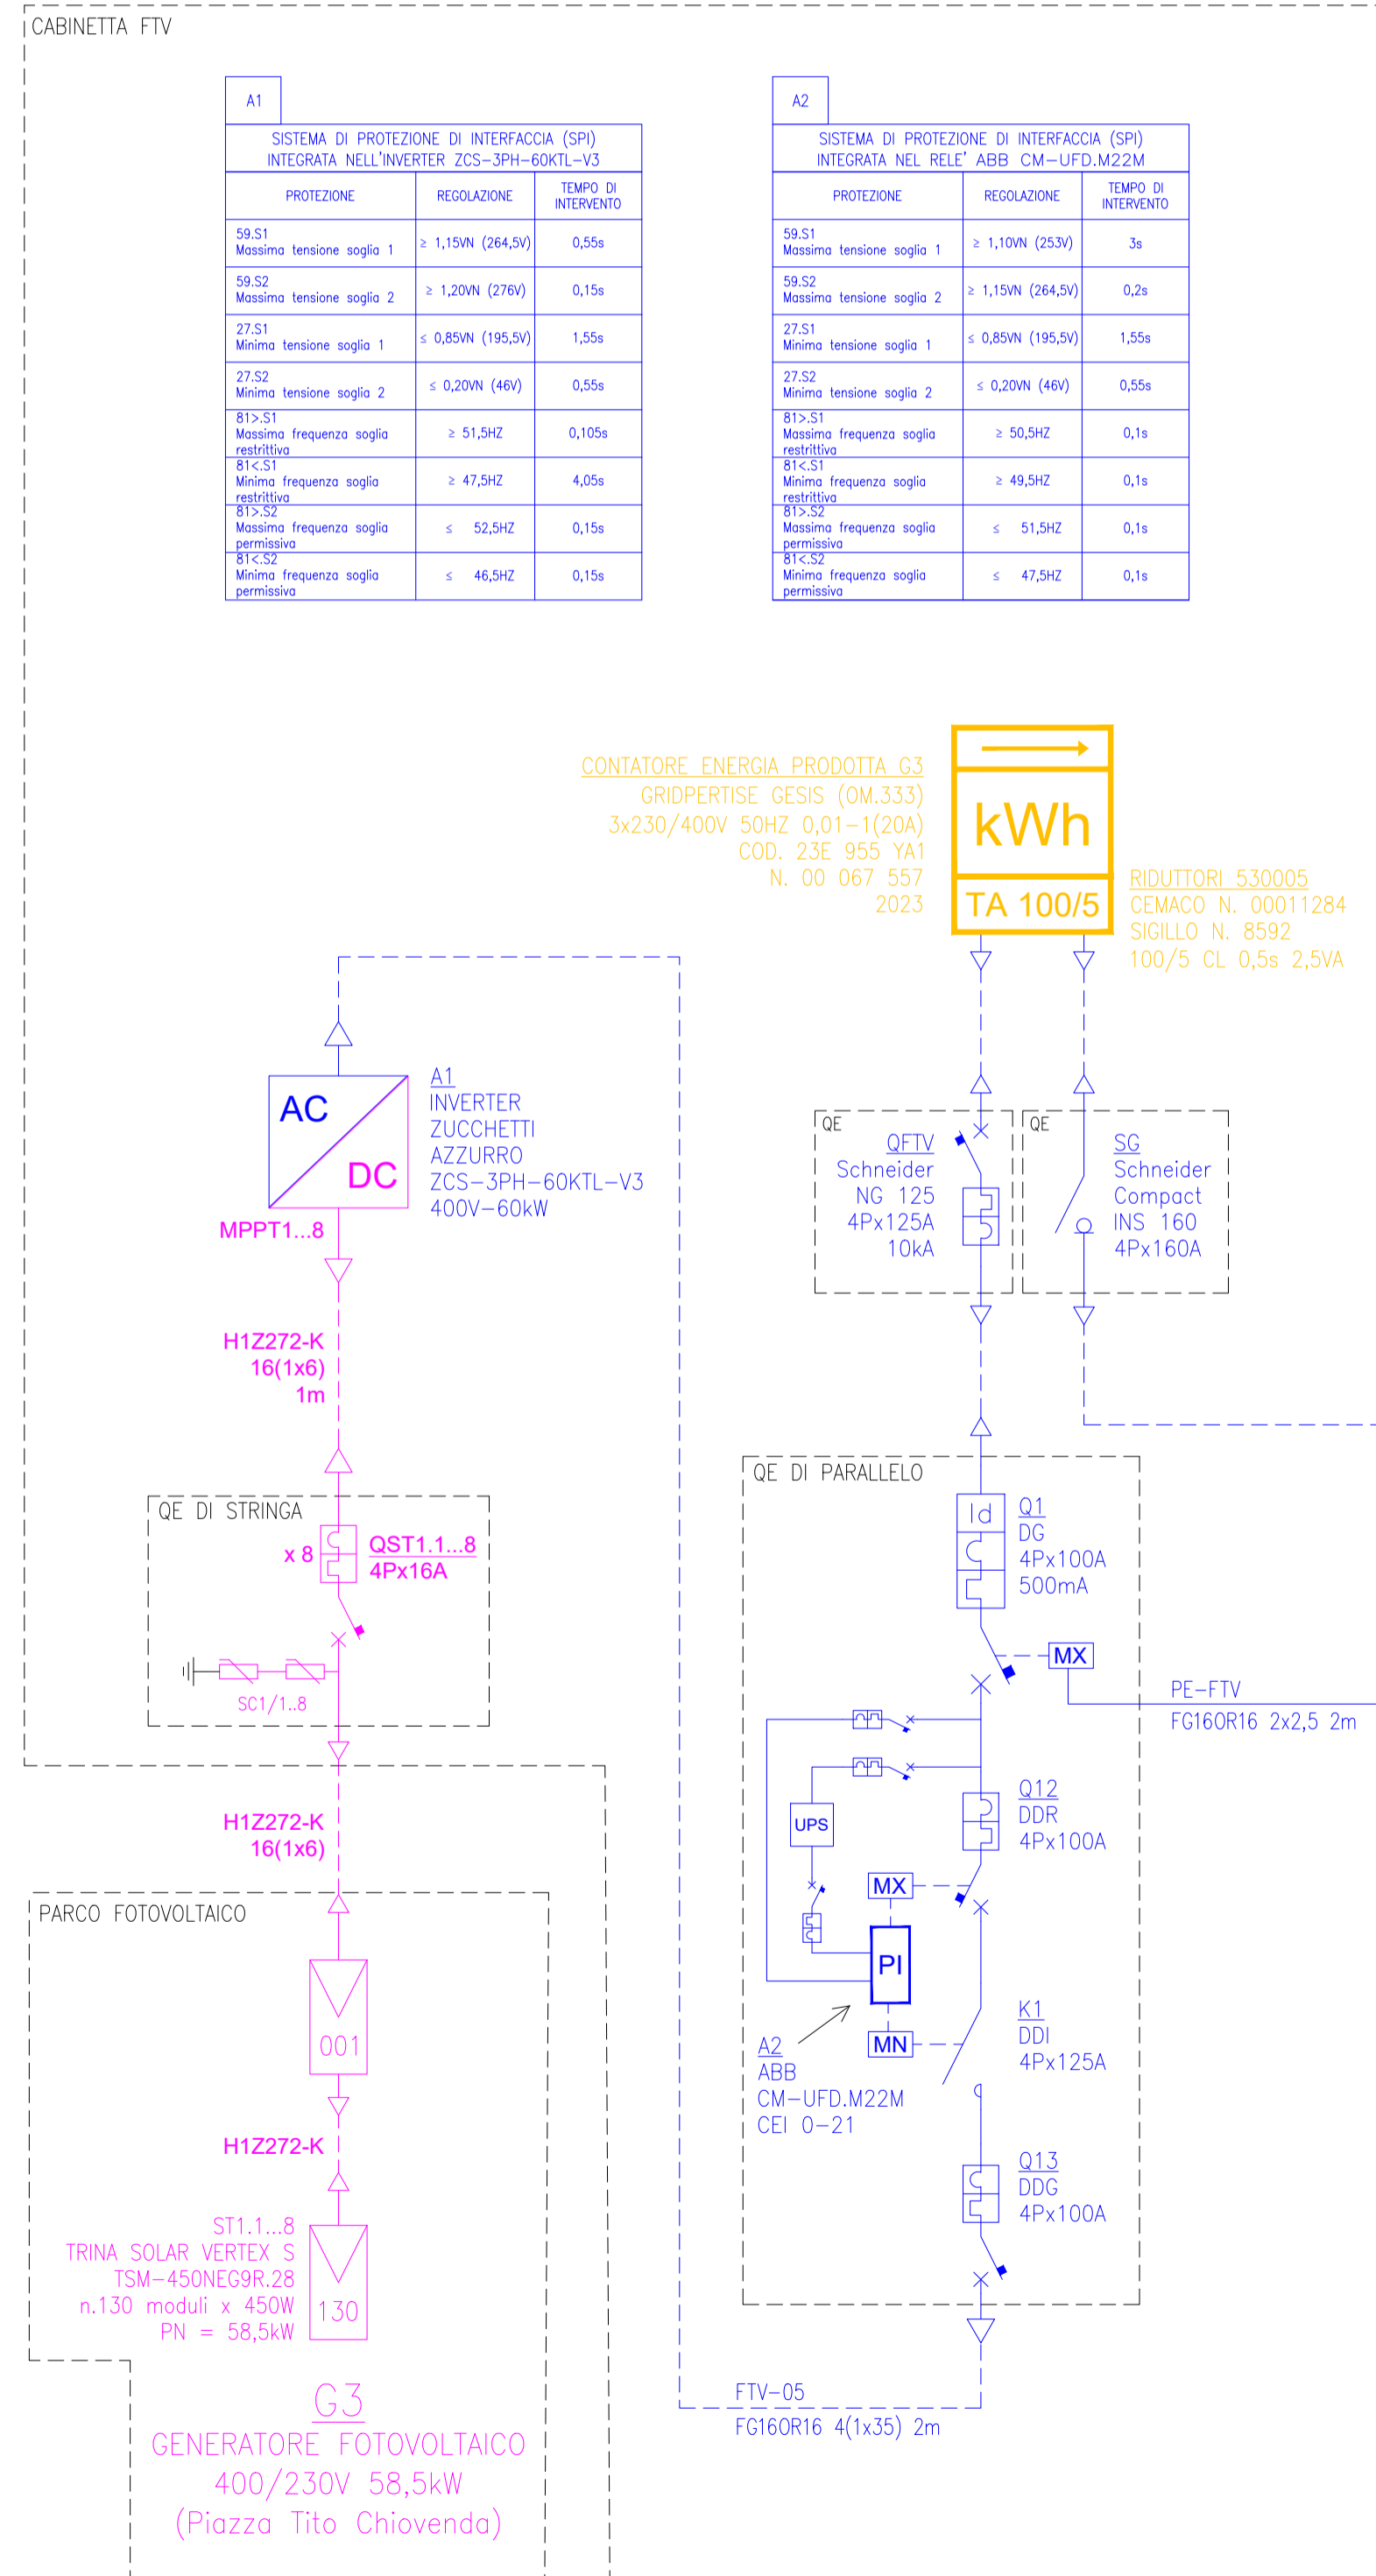 CABINETTA FTV
A1
SISTEMA DI PROTEZIONE DI INTERFACCIA (SPI)
INTEGRATA NELL'INVERTER ZCS-3PH-60KTL-V3
PROTEZIONE REGOLAZIONE TEMPO DI
INTERVENTO
59.S1
Massima tensione soglia 1 ≥ 1,15VN (264,5V) 0,55s
59.S2
Massima tensione soglia 2 ≥ 1,20VN (276V) 0,15s
27.S1
Minima tensione soglia 1 ≤ 0,85VN (195,5V) 1,55s
27.S2
Minima tensione soglia 2 ≤ 0,20VN (46V) 0,55s
81>.S1
Massima frequenza soglia ≥ 51,5HZ 0,105s
restrittiva
81<.S1
Minima frequenza soglia ≥ 47,5HZ 4,05s
restrittiva
81>.S2
Massima frequenza soglia ≤ 52,5HZ 0,15s
permissiva
81<.S2
Minima frequenza soglia ≤ 46,5HZ 0,15s
permissiva
A2
SISTEMA DI PROTEZIONE DI INTERFACCIA (SPI)
INTEGRATA NEL RELE' ABB CM-UFD.M22M
PROTEZIONE REGOLAZIONE TEMPO DI
INTERVENTO
59.S1
Massima tensione soglia 1 ≥ 1,10VN (253V) 3s
59.S2
Massima tensione soglia 2 ≥ 1,15VN (264,5V) 0,2s
27.S1
Minima tensione soglia 1 ≤ 0,85VN (195,5V) 1,55s
27.S2
Minima tensione soglia 2 ≤ 0,20VN (46V) 0,55s
81>.S1
Massima frequenza soglia ≥ 50,5HZ 0,1s
restrittiva
81<.S1
Minima frequenza soglia ≥ 49,5HZ 0,1s
restrittiva
81>.S2
Massima frequenza soglia ≤ 51,5HZ 0,1s
permissiva
81<.S2
Minima frequenza soglia ≤ 47,5HZ 0,1s
permissiva
CONTATORE ENERGIA PRODOTTA G3
GRIDPERTISE GESIS (OM.333)
3x230/400V 50HZ 0,01-1(20A)
COD. 23E 955 YA1
N. 00 067 557
2023
kWh
TA 100/5
RIDUTTORI 530005
CEMACO N. 00011284
SIGILLO N. 8592
100/5 CL 0,5s 2,5VA
AC
DC
A1
INVERTER
ZUCCHETTI
AZZURRO
ZCS-3PH-60KTL-V3
400V-60kW
MPPT1...8
H1Z272-K
16(1x6)
1m
QE
QFTV
Schneider
NG 125
4Px125A
10kA
QE
SG
Schneider
Compact
INS 160
4Px160A
QE DI STRINGA
x 8
QST1.1...8
4Px16A
SC1/1..8
H1Z272-K
16(1x6)
PARCO FOTOVOLTAICO
001
H1Z272-K
ST1.1...8
TRINA SOLAR VERTEX S
TSM-450NEG9R.28
n.130 moduli x 450W
PN = 58,5kW
130
G3
GENERATORE FOTOVOLTAICO
400/230V 58,5kW
(Piazza Tito Chiovenda)
QE DI PARALLELO
Id
Q1
DG
4Px100A
500mA
MX
PE-FTV
FG16OR16 2x2,5 2m
UPS
Q12
DDR
4Px100A
MX
PI
MN
A2
ABB
CM-UFD.M22M
CEI 0-21
K1
DDI
4Px125A
Q13
DDG
4Px100A
FTV-05
FG16OR16 4(1x35) 2m